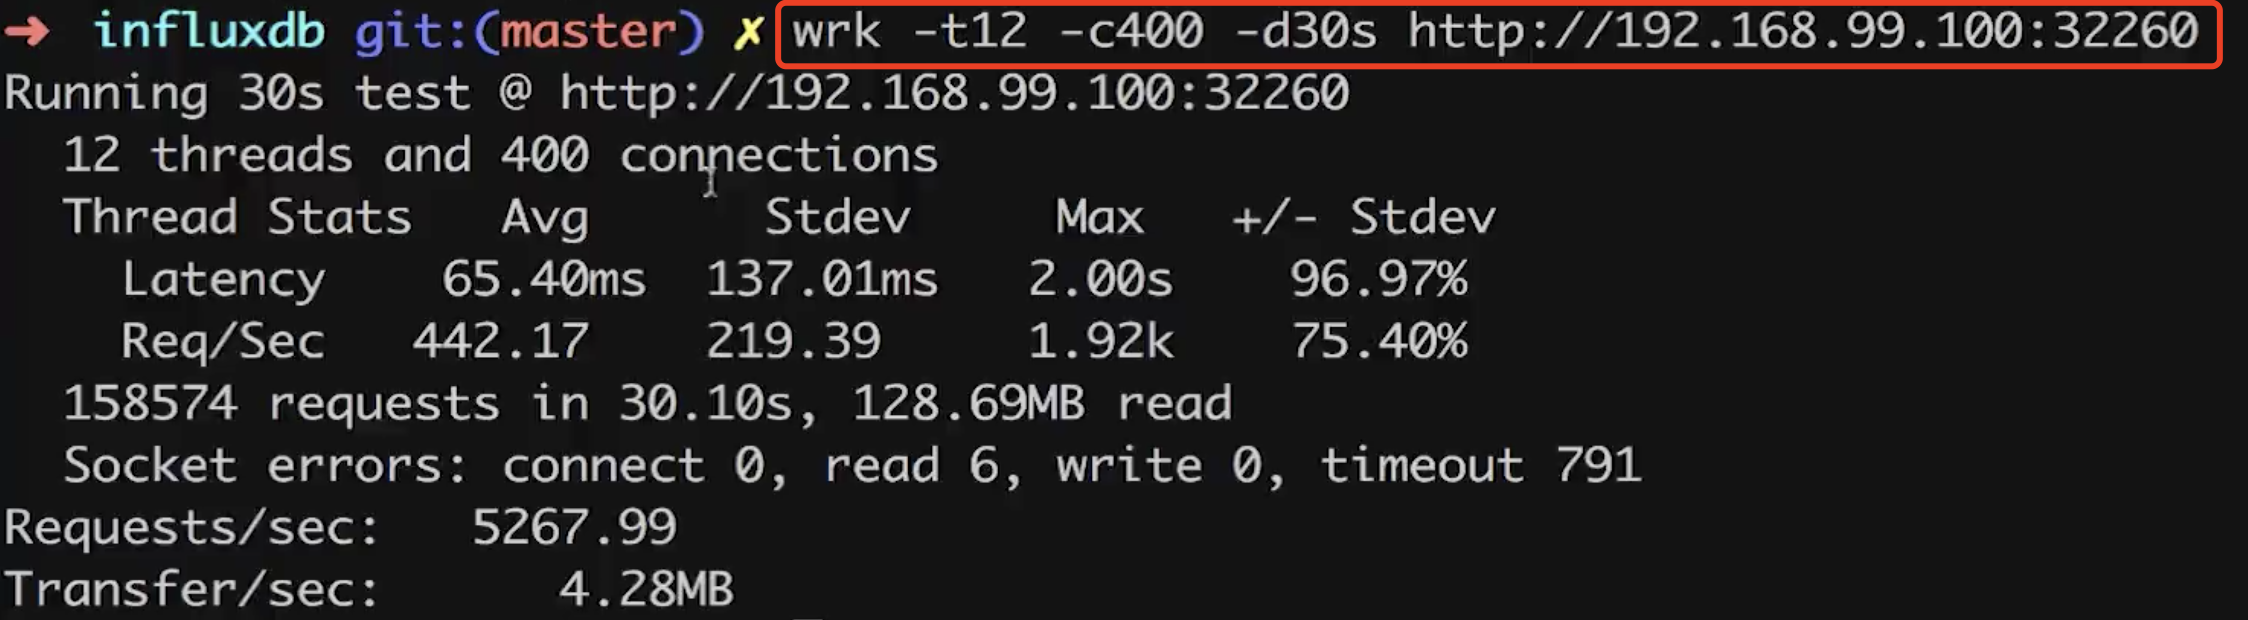 ➜ influxdb git:(master) ✗ wrk -t12 -c400 -d30s http://192.168.99.100:32260
Running 30s test @ http://192.168.99.100:32260
12 threads and 400 connections
Thread Stats Avg Stdev Max +/- Stdev
Latency 65.40ms 137.01ms 2.00s 96.97%
Req/Sec 442.17 219.39 1.92k 75.40%
158574 requests in 30.10s, 128.69MB read
Socket errors: connect 0, read 6, write 0, timeout 791
Requests/sec: 5267.99
Transfer/sec: 4.28MB